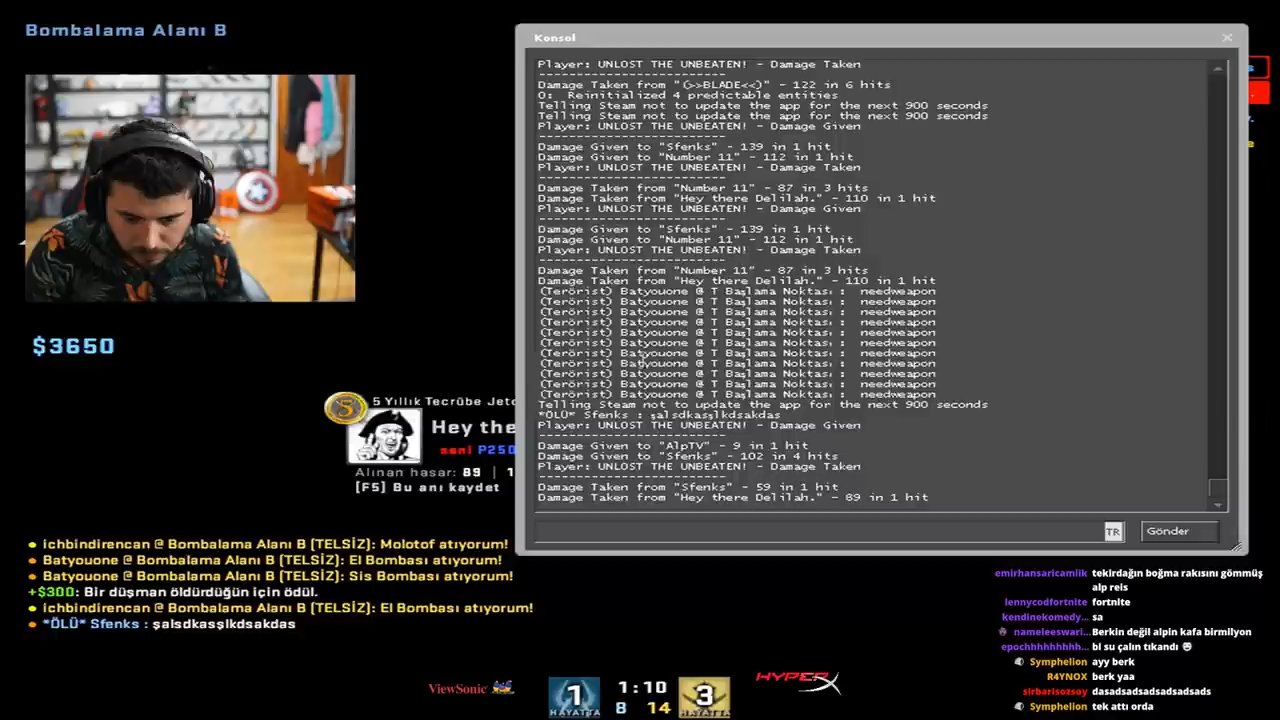 Bombalama Alanı B
Konsol
Player: UNLOST THE UNBEATEN! - Damage Taken
-------------------------
Damage Taken from "(>>BLADE<<)" - 122 in 6 hits
0:  Reinitialized 4 predictable entities
Telling Steam not to update the app for the next 900 seconds
Telling Steam not to update the app for the next 900 seconds
Player: UNLOST THE UNBEATEN! - Damage Given
-------------------------
Damage Given to "Sfenks" - 139 in 1 hit
Damage Given to "Number 11" - 112 in 1 hit
Player: UNLOST THE UNBEATEN! - Damage Taken
-------------------------
Damage Taken from "Number 11" - 87 in 3 hits
Damage Taken from "Hey there Delilah." - 110 in 1 hit
Player: UNLOST THE UNBEATEN! - Damage Given
-------------------------
Damage Given to "Sfenks" - 139 in 1 hit
Damage Given to "Number 11" - 112 in 1 hit
Player: UNLOST THE UNBEATEN! - Damage Taken
-------------------------
Damage Taken from "Number 11" - 87 in 3 hits
Damage Taken from "Hey there Delilah." - 110 in 1 hit
(Terörist) Batyouone @ T Başlama Noktası :  needweapon
(Terörist) Batyouone @ T Başlama Noktası :  needweapon
(Terörist) Batyouone @ T Başlama Noktası :  needweapon
(Terörist) Batyouone @ T Başlama Noktası :  needweapon
(Terörist) Batyouone @ T Başlama Noktası :  needweapon
(Terörist) Batyouone @ T Başlama Noktası :  needweapon
(Terörist) Batyouone @ T Başlama Noktası :  needweapon
(Terörist) Batyouone @ T Başlama Noktası :  needweapon
(Terörist) Batyouone @ T Başlama Noktası :  needweapon
(Terörist) Batyouone @ T Başlama Noktası :  needweapon
(Terörist) Batyouone @ T Başlama Noktası :  needweapon
Telling Steam not to update the app for the next 900 seconds
*ÖLÜ* Sfenks : şalsdkasşlkdsakdas
Player: UNLOST THE UNBEATEN! - Damage Given
-------------------------
Damage Given to "AlpTV" - 9 in 1 hit
Damage Given to "Sfenks" - 102 in 4 hits
Player: UNLOST THE UNBEATEN! - Damage Taken
-------------------------
Damage Taken from "Sfenks" - 59 in 1 hit
Damage Taken from "Hey there Delilah." - 89 in 1 hit
TR
Gönder
$3650
5 5 Yıllık Tecrübe Jeto
Hey the
seni P250
Alınan hasar: 89 | 1
[F5] Bu anı kaydet
ichbindirencan @ Bombalama Alanı B (TELSİZ): Molotof atıyorum!
Batyouone @ Bombalama Alanı B (TELSİZ): El Bombası atıyorum!
Batyouone @ Bombalama Alanı B (TELSİZ): Sis Bombası atıyorum!
+$300: Bir düşman öldürdüğün için ödül.
ichbindirencan @ Bombalama Alanı B (TELSİZ): El Bombası atıyorum!
*ÖLÜ* Sfenks : şalsdkasşlkdsakdas
emirhansaricamlik tekirdağın boğma rakısını gömmüş
alp reis
lennycodfortnite fortnite
kendinekomedy... sa
nameleeswari... Berkin değil alpin kafa birmilyon
epochhhhhhhh... bi su çalın tıkandı
Symphelion ayy berk
R4YNOX berk yaa
sirbarisozsoy dasadsadsadsadsadsads
Symphelion tek attı orda
ViewSonic
1 HAYATTA
1:10
8 14
3 HAYATTA
HYPERX